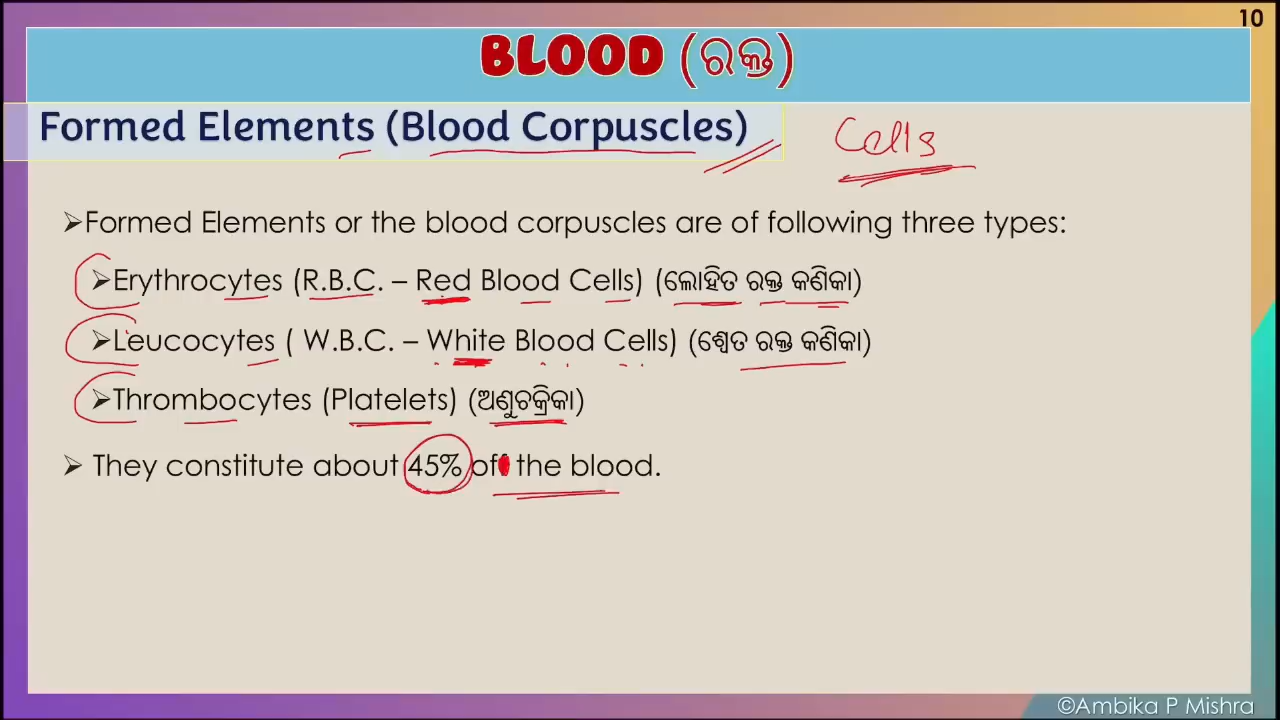 10
BLOOD (ରକ୍ତ)
Formed Elements (Blood Corpuscles)
Cells
➢Formed Elements or the blood corpuscles are of following three types:
➢Erythrocytes (R.B.C. – Red Blood Cells) (ଲୋହିତ ରକ୍ତ କଣିକା)
➢Leucocytes ( W.B.C. – White Blood Cells) (ଶ୍ୱେତ ରକ୍ତ କଣିକା)
➢Thrombocytes (Platelets) (ଅଣୁଚକ୍ରିକା)
➢ They constitute about 45% of the blood.
©Ambika P Mishra